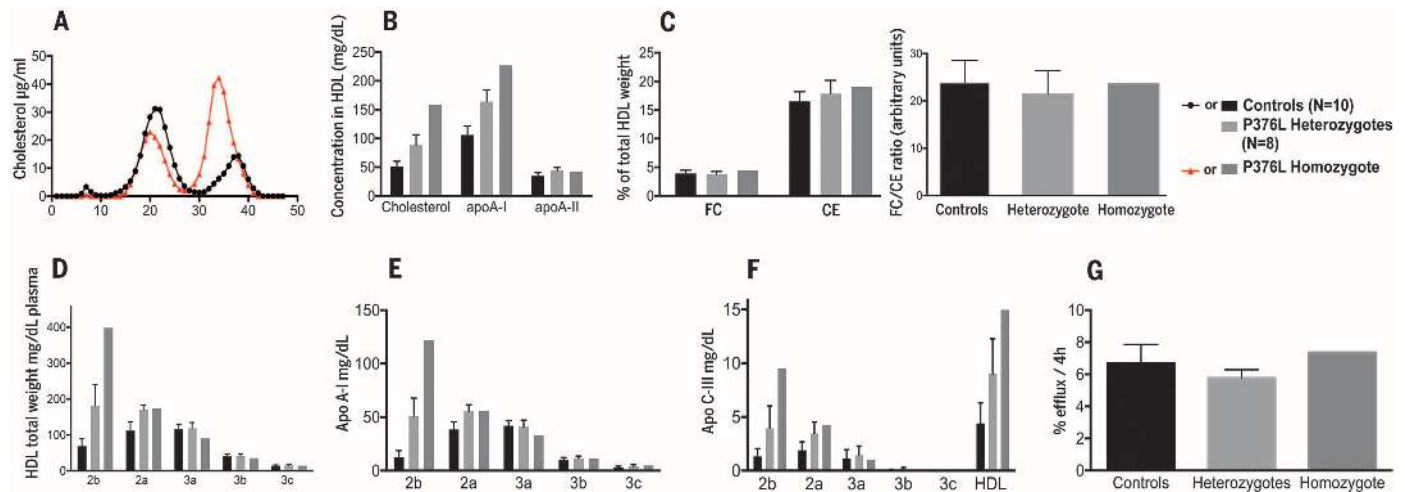 A
Cholesterol µg/ml
50
40
30
20
10
0
0 10 20 30 40 50
B
Concentration in HDL (mg/dL)
250
200
150
100
50
0
Cholesterol apoA-I apoA-II
C
% of total HDL weight
25
20
15
10
5
0
FC CE
FC/CE ratio (arbitrary units)
30
20
10
0
Controls Heterozygote Homozygote
or Controls (N=10)
P376L Heterozygotes
(N=8)
or P376L Homozygote
D
HDL total weight mg/dL plasma
400
300
200
100
0
2b 2a 3a 3b 3c
E
Apo A-I mg/dL
150
100
50
0
2b 2a 3a 3b 3c
F
Apo C-III mg/dL
15
10
5
0
2b 2a 3a 3b 3c HDL
G
% efflux / 4h
10
8
6
4
2
0
Controls Heterozygotes Homozygote